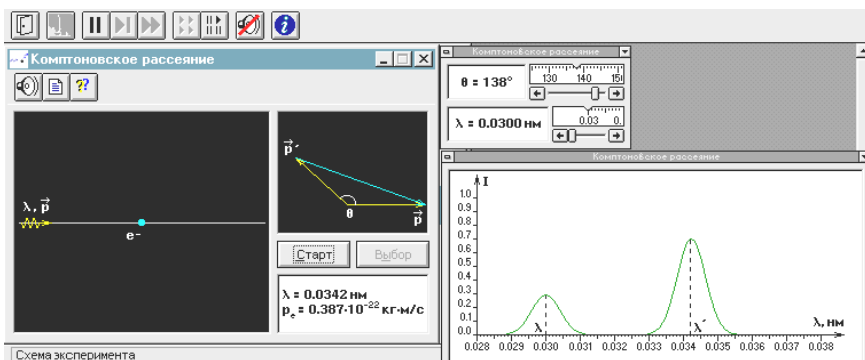 Комптоновское рассеяние
??
λ, p⃗
e-
p⃗´
θ
p⃗
Старт
Выбор
λ = 0.0342 нм
pₑ = 0.387·10⁻²² кг·м/с
Схема эксперимента
Комптоновское рассеяние
θ = 138°
130 140 150
λ = 0.0300 нм
0.03 0.
Комптоновское рассеяние
I
1.0
0.9
0.8
0.7
0.6
0.5
0.4
0.3
0.2
0.1
0.0
λ
λ´
λ, нм
0.028 0.029 0.030 0.031 0.032 0.033 0.034 0.035 0.036 0.037 0.038